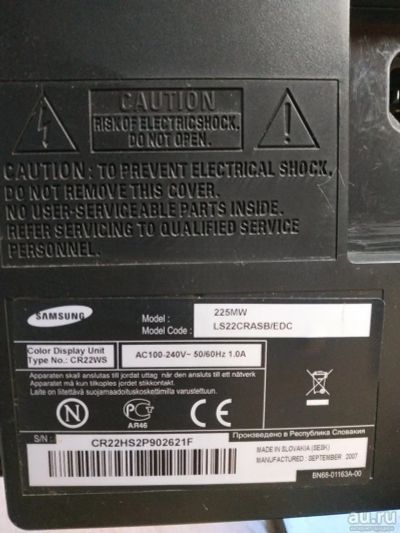 CAUTION
RISK OF ELECTRIC SHOCK.
DO NOT OPEN.
CAUTION: TO PREVENT ELECTRICAL SHOCK,
DO NOT REMOVE THIS COVER.
NO USER-SERVICEABLE PARTS INSIDE.
REFER SERVICING TO QUALIFIED SERVICE
PERSONNEL.
SAMSUNG
Model : 225MW
Model Code : LS22CRASB/EDC
Color Display Unit
Type No.: CR22WS
AC100-240V~ 50/60Hz 1.0A
Apparaten skall anslutas till jordat uttag när den ansluts till ett nätverk
Apparatet må kun tilkoples jordet stikkontakt.
Laite on liitettävä suojamaadoituskoskettimilla varustettuun.
N
АЯ46
CE
S/N : CR22HS2P902621F
Произведено в Республика Словакия
MADE IN SLOVAKIA (SESK)
MANUFACTURED : SEPTEMBER 2007
BN68-01163A-00
au.ru